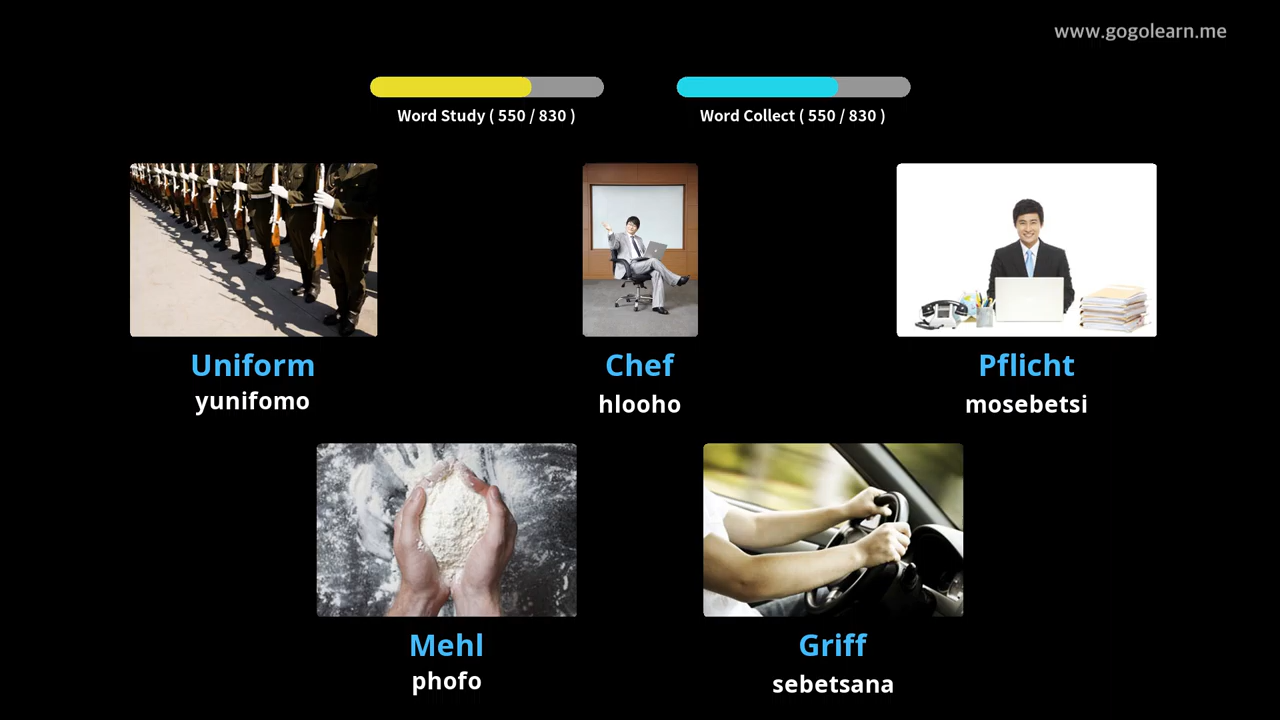 www.gogolearn.me
Word Study ( 550 / 830 )
Word Collect ( 550 / 830 )
Uniform
yunifomo
Chef
hlooho
Pflicht
mosebetsi
Mehl
phofo
Griff
sebetsana